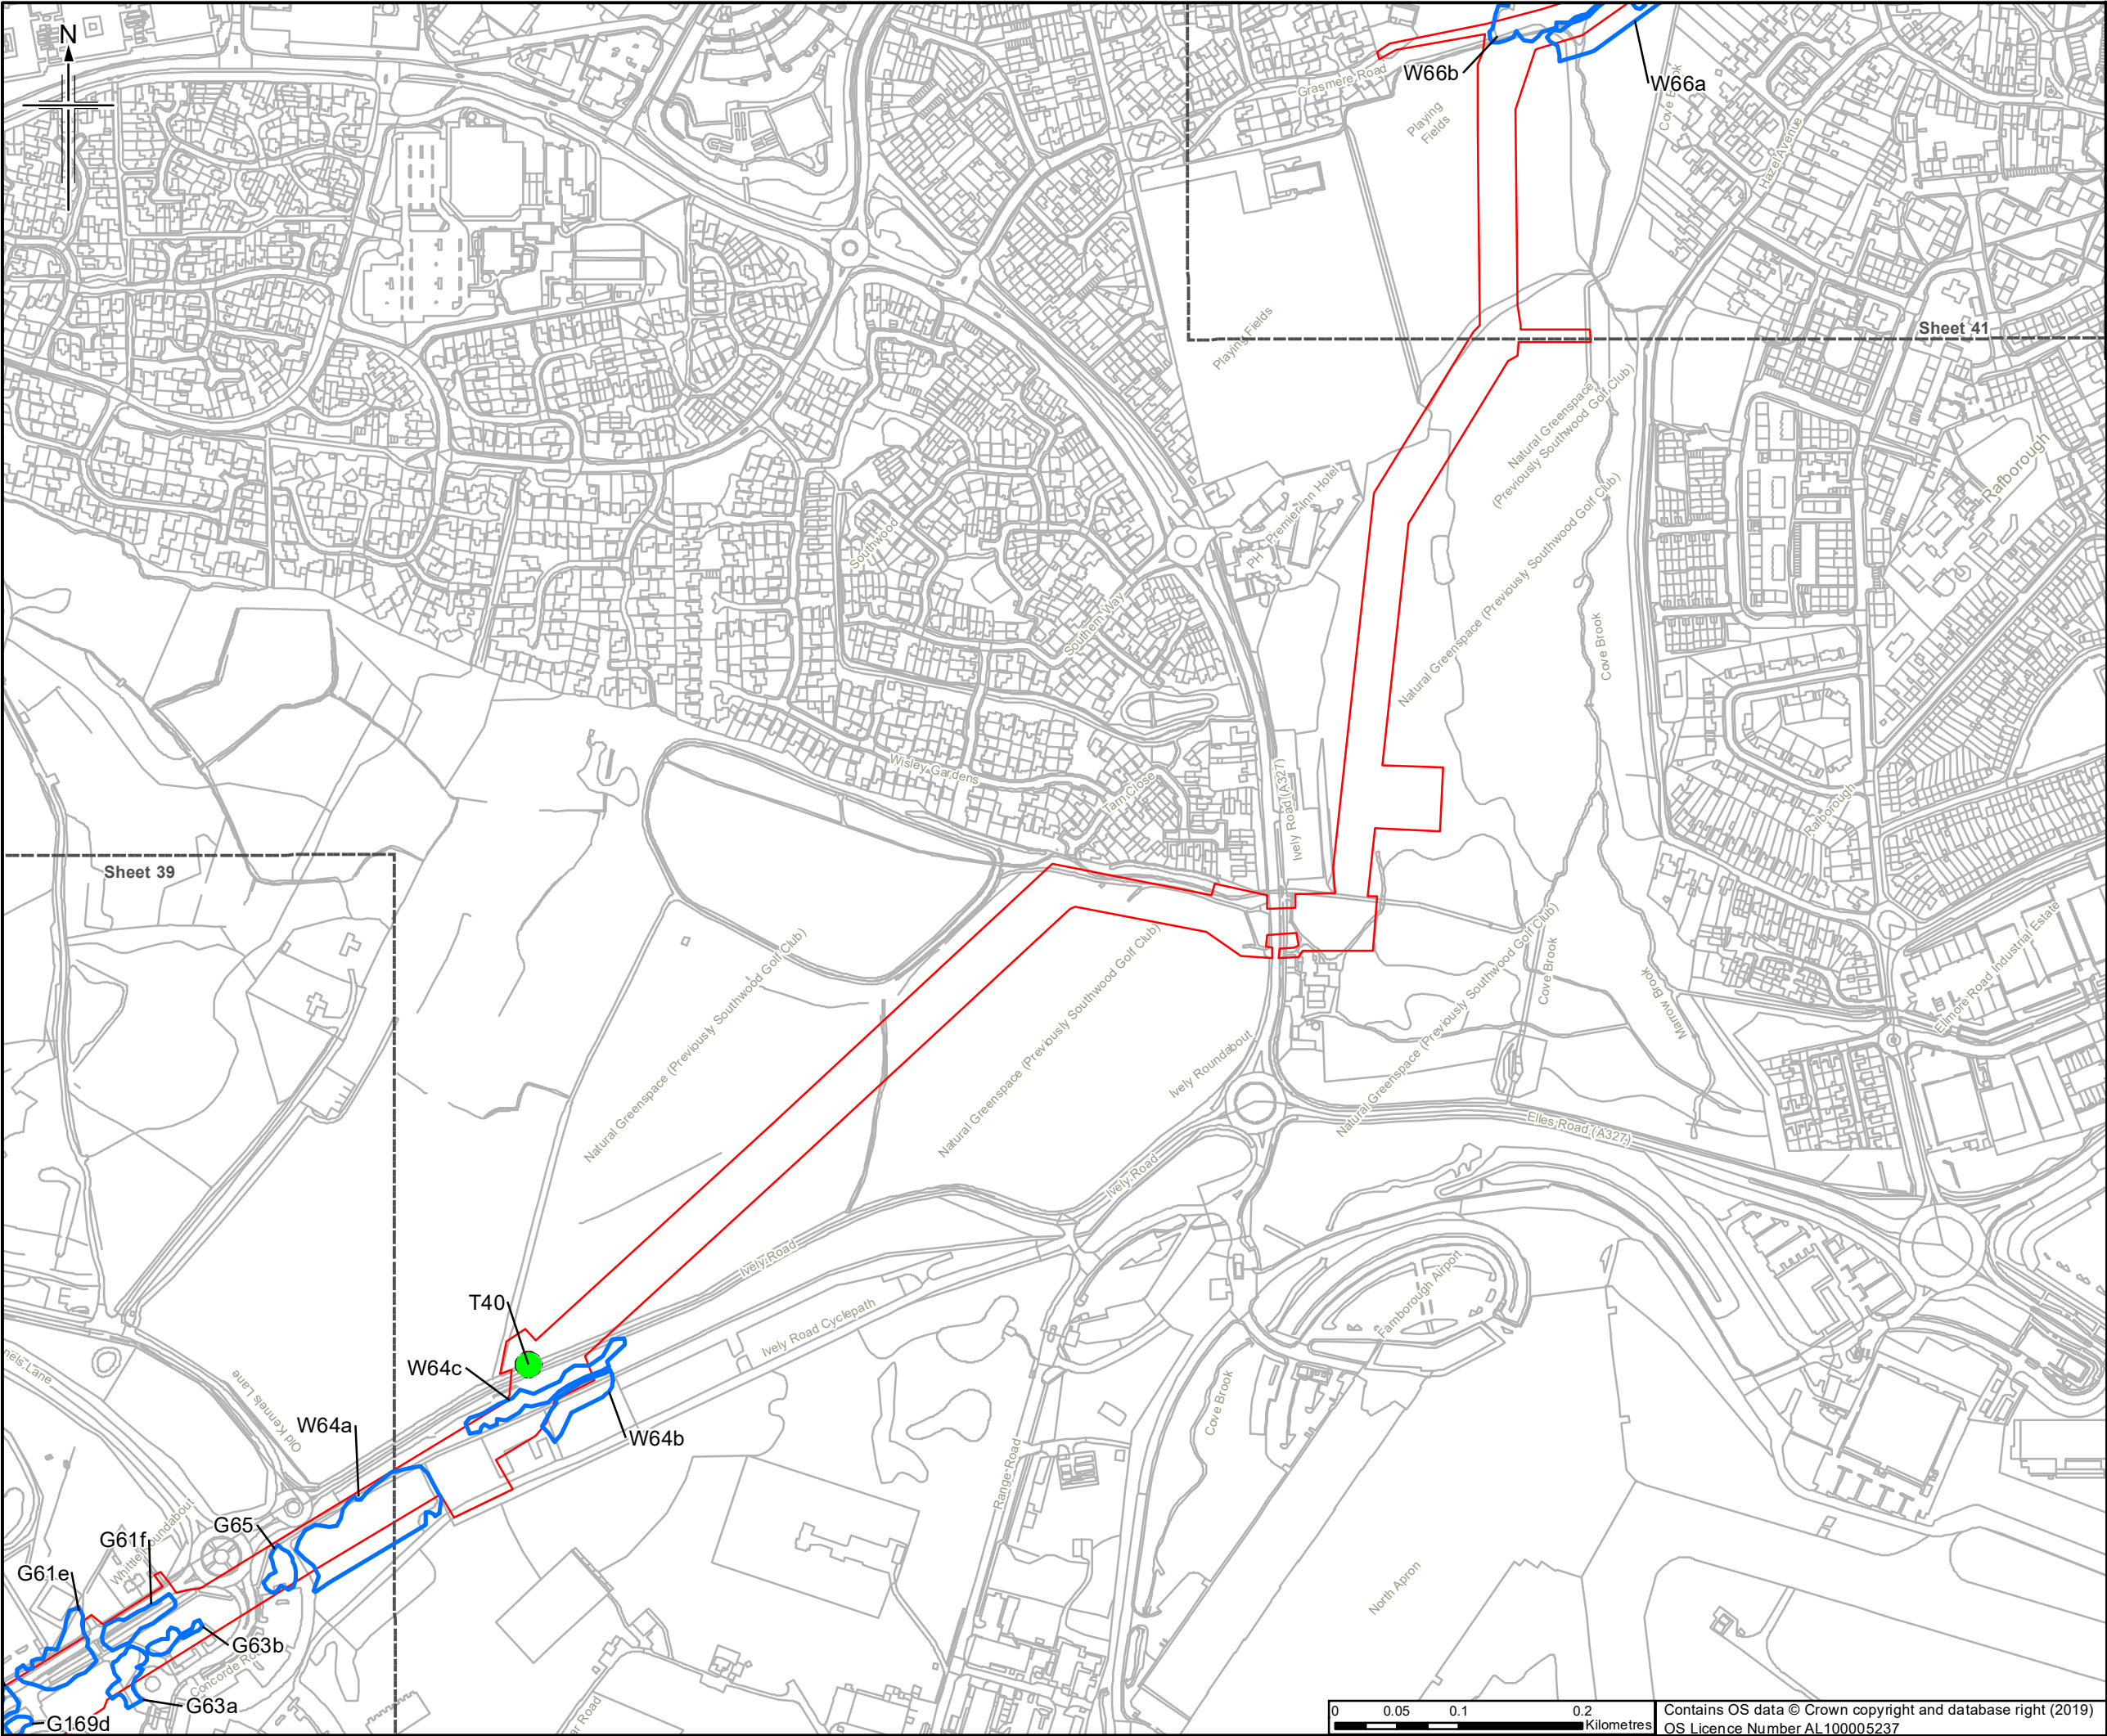 N
W66b
W66a
Grasmere Road
Playing
Fields
Hazel Avenue
Sheet 41
Playing Fields
Natural Greenspace
(Previously Southwood Golf Club)
Rafborough
PH
Premier Inn Hotel
Southwood
Natural Greenspace (Previously Southwood Golf Club)
Southern Way
Cove Brook
Wisley Gardens
Tarn Close
Ively Road (A327)
Rafborough
Sheet 39
Natural Greenspace (Previously Southwood Golf Club)
Natural Greenspace (Previously Southwood Golf Club)
Natural Greenspace (Previously Southwood Golf Club)
Cove Brook
Marrow Brook
Elmore Road Industrial Estate
Ively Roundabout
Elles Road (A327)
Ively Road
Ively Road
Farnborough Airport
T40
Ively Road Cyclepath
W64c
Old Kennels Lane
Cove Brook
W64a
W64b
Range Road
G65
G61f
Whittle Roundabout
G61e
North Apron
G63b
G63a
G169d
0 0.05 0.1 0.2
Kilometres
Contains OS data © Crown copyright and database right (2019)
OS Licence Number AL100005237